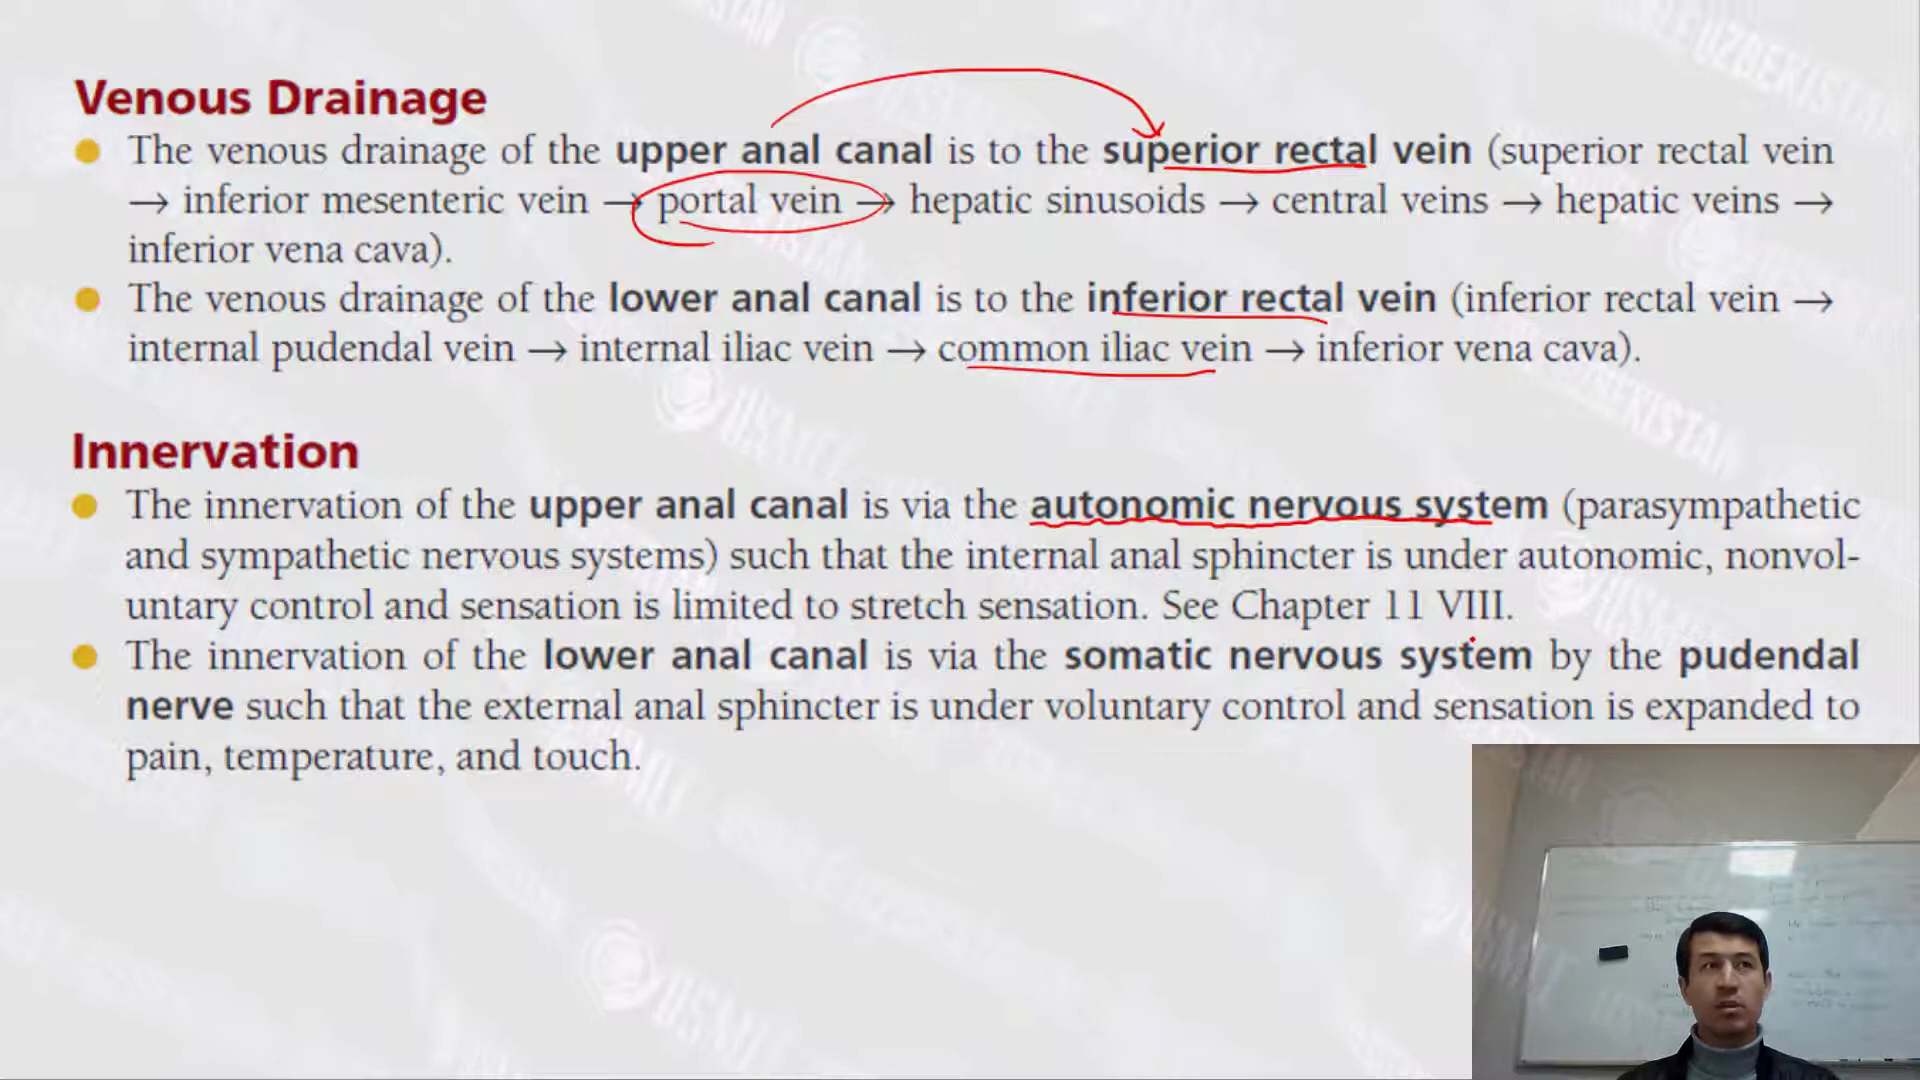 Venous Drainage
The venous drainage of the upper anal canal is to the superior rectal vein (superior rectal vein
→ inferior mesenteric vein → portal vein → hepatic sinusoids → central veins → hepatic veins →
inferior vena cava).
The venous drainage of the lower anal canal is to the inferior rectal vein (inferior rectal vein →
internal pudendal vein → internal iliac vein → common iliac vein → inferior vena cava).
Innervation
The innervation of the upper anal canal is via the autonomic nervous system (parasympathetic
and sympathetic nervous systems) such that the internal anal sphincter is under autonomic, nonvol-
untary control and sensation is limited to stretch sensation. See Chapter 11 VIII.
The innervation of the lower anal canal is via the somatic nervous system by the pudendal
nerve such that the external anal sphincter is under voluntary control and sensation is expanded to
pain, temperature, and touch.